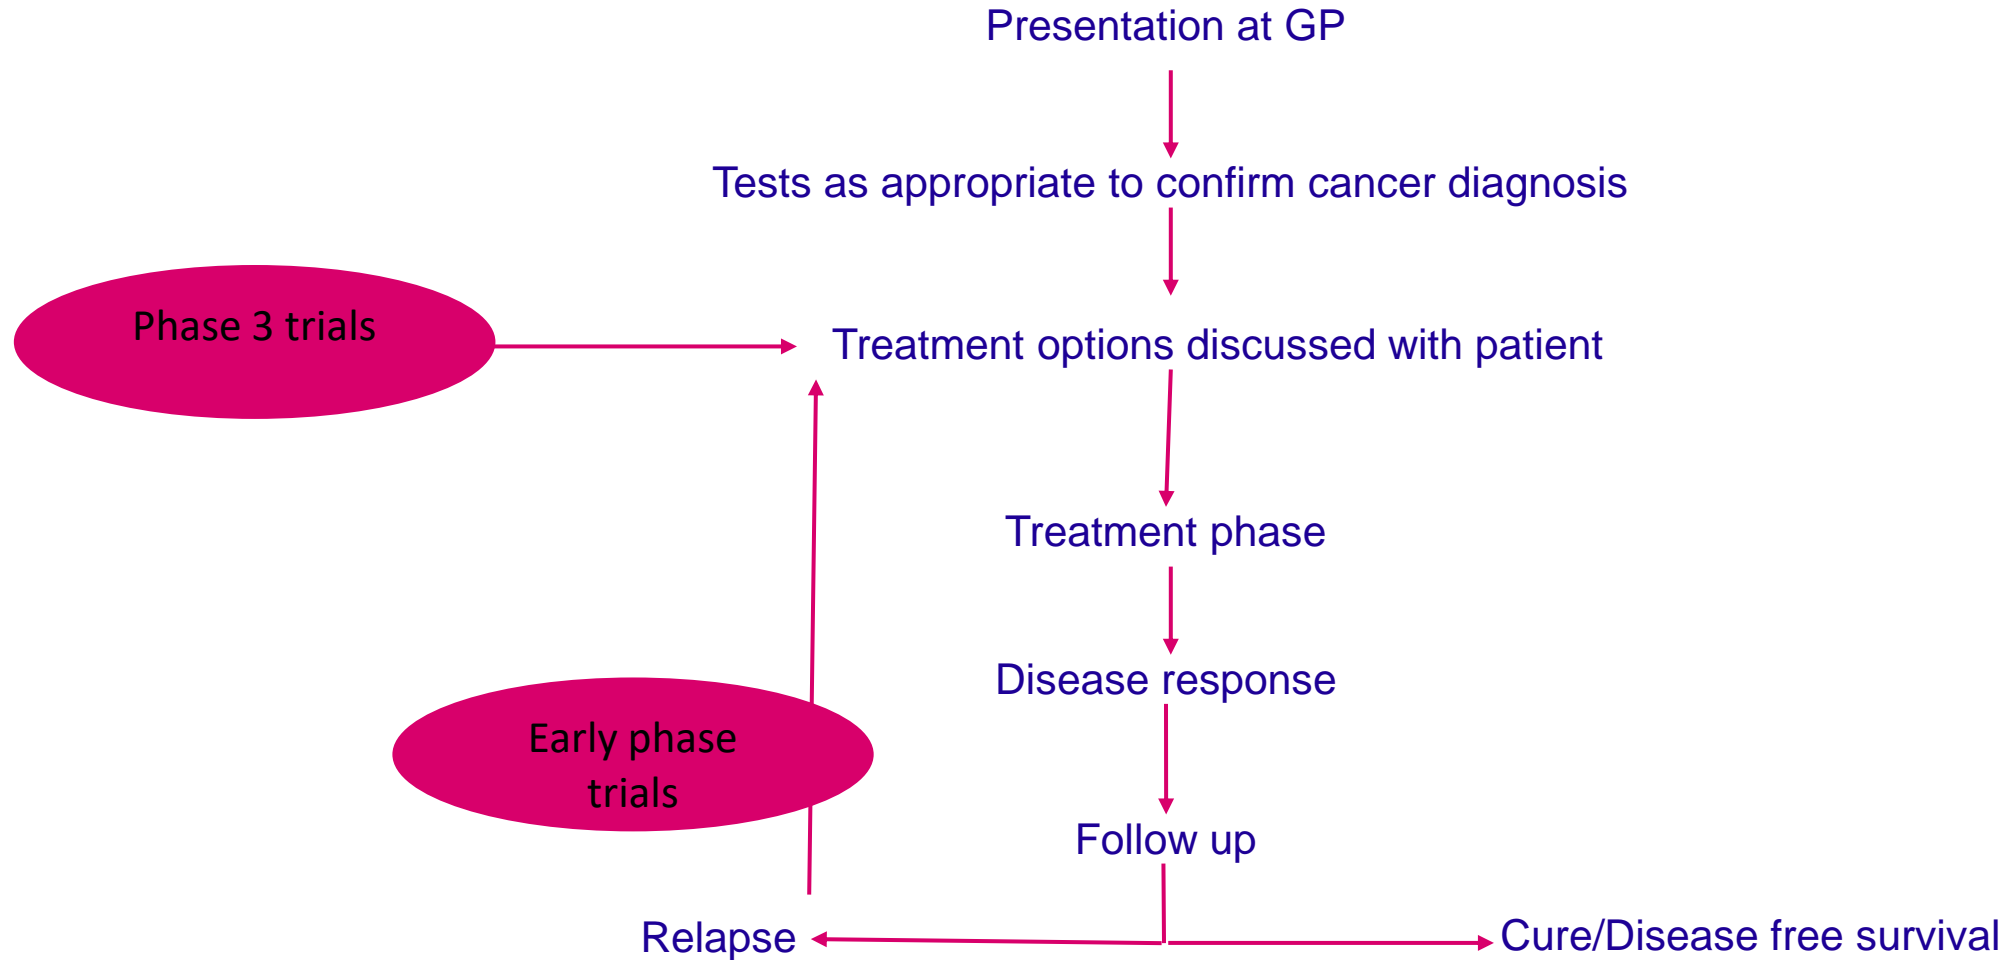 Presentation at GP
Tests as appropriate to confirm cancer diagnosis
Phase 3 trials
Treatment options discussed with patient
Treatment phase
Disease response
Early phase
trials
Follow up
Relapse
Cure/Disease free survival